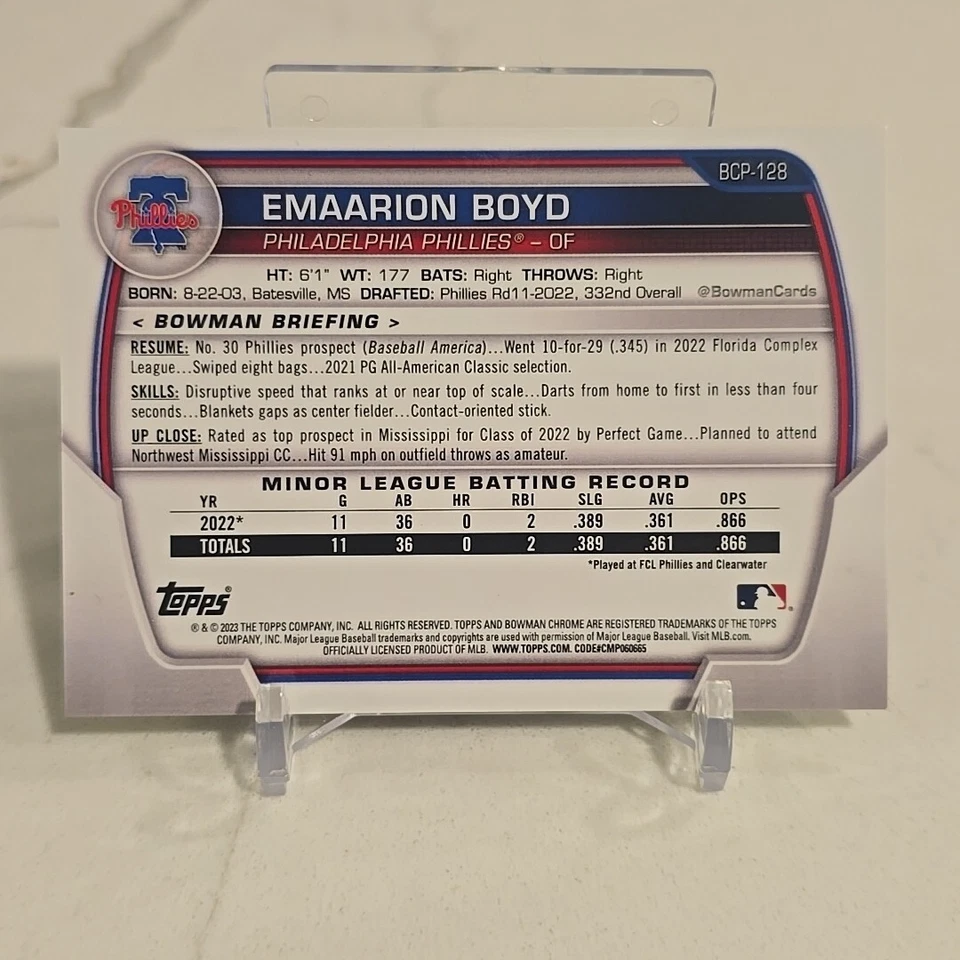 BCP-128
Phillies
EMAARION BOYD
PHILADELPHIA PHILLIES® – OF
HT: 6'1" WT: 177 BATS: Right THROWS: Right
BORN: 8-22-03, Batesville, MS DRAFTED: Phillies Rd11-2022, 332nd Overall @BowmanCards
< BOWMAN BRIEFING >
RESUME: No. 30 Phillies prospect (Baseball America)...Went 10-for-29 (.345) in 2022 Florida Complex
League...Swiped eight bags...2021 PG All-American Classic selection.
SKILLS: Disruptive speed that ranks at or near top of scale...Darts from home to first in less than four
seconds...Blankets gaps as center fielder...Contact-oriented stick.
UP CLOSE: Rated as top prospect in Mississippi for Class of 2022 by Perfect Game...Planned to attend
Northwest Mississippi CC...Hit 91 mph on outfield throws as amateur.
MINOR LEAGUE BATTING RECORD
YR G AB HR RBI SLG AVG OPS
2022* 11 36 0 2 .389 .361 .866
TOTALS 11 36 0 2 .389 .361 .866
*Played at FCL Phillies and Clearwater
TOPPS®
® & © 2023 THE TOPPS COMPANY, INC. ALL RIGHTS RESERVED. TOPPS AND BOWMAN CHROME ARE REGISTERED TRADEMARKS OF THE TOPPS
COMPANY, INC. Major League Baseball trademarks and copyrights are used with permission of Major League Baseball. Visit MLB.com.
OFFICIALLY LICENSED PRODUCT OF MLB. WWW.TOPPS.COM. CODE#CMP060665